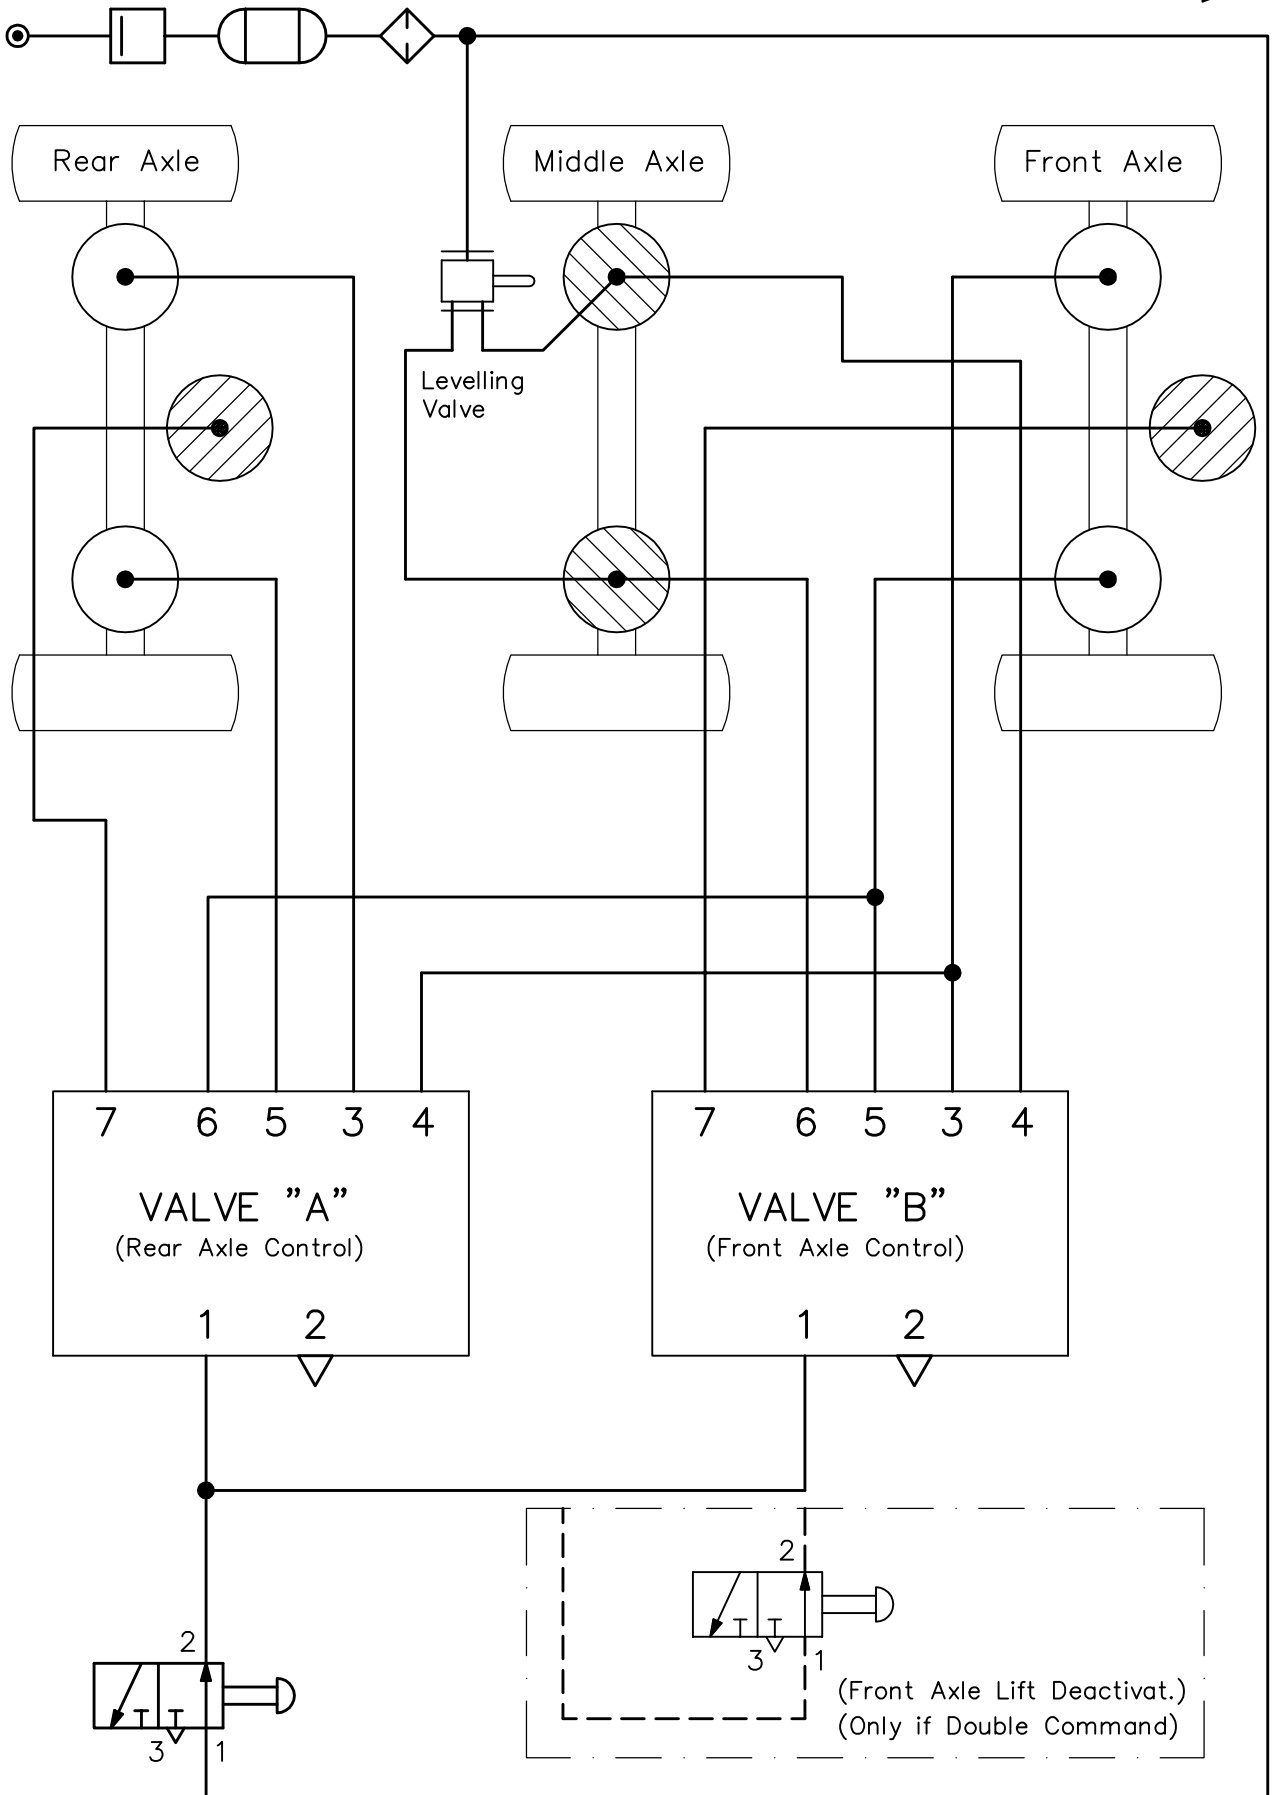 Rear Axle
Middle Axle
Front Axle
Levelling
Valve
7 6 5 3 4
VALVE "A"
(Rear Axle Control)
1 2
7 6 5 3 4
VALVE "B"
(Front Axle Control)
1 2
2
3 1
2
3 1
(Front Axle Lift Deactivat.)
(Only if Double Command)